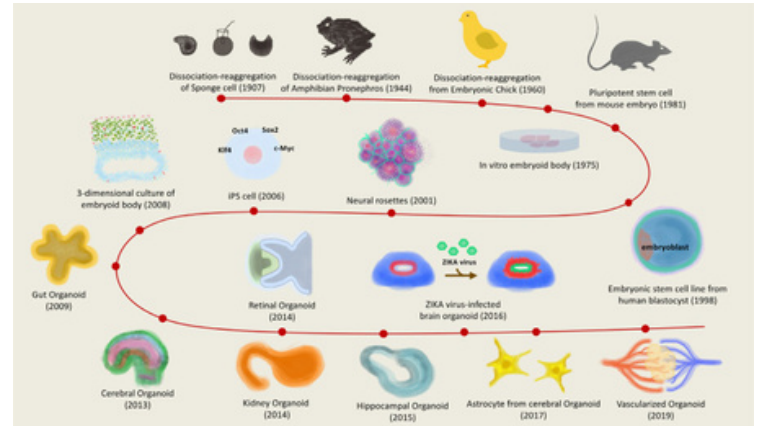 Dissociation-reaggregation
of Sponge cell (1907)
Dissociation-reaggregation
of Amphibian Pronephros (1944)
Dissociation-reaggregation
from Embryonic Chick (1960)
Pluripotent stem cell
from mouse embryo (1981)
3-dimensional culture of
embryoid body (2008)
Oct4
Sox2
Klf4
c-Myc
iPS cell (2006)
Neural rosettes (2001)
In vitro embryoid body (1975)
embryoblast
Embryonic stem cell line from
human blastocyst (1998)
Gut Organoid
(2009)
Retinal Organoid
(2014)
ZIKA virus
ZIKA virus-infected
brain organoid (2016)
Cerebral Organoid
(2013)
Kidney Organoid
(2014)
Hippocampal Organoid
(2015)
Astrocyte from cerebral Organoid
(2017)
Vascularized Organoid
(2019)